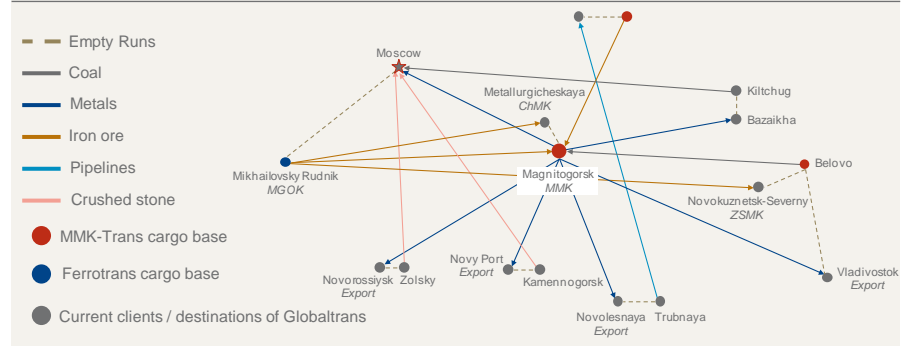 Empty Runs
Coal
Metals
Iron ore
Pipelines
Crushed stone
MMK-Trans cargo base
Ferrotrans cargo base
Current clients / destinations of Globaltrans
Moscow
Metallurgicheskaya
ChMK
Kiltchug
Bazaikha
Mikhailovsky Rudnik
MGOK
Magnitogorsk
MMK
Belovo
Novokuznetsk-Severny
ZSMK
Novorossiysk
Export
Zolsky
Novy Port
Export
Kamennogorsk
Novolesnaya
Export
Trubnaya
Vladivostok
Export